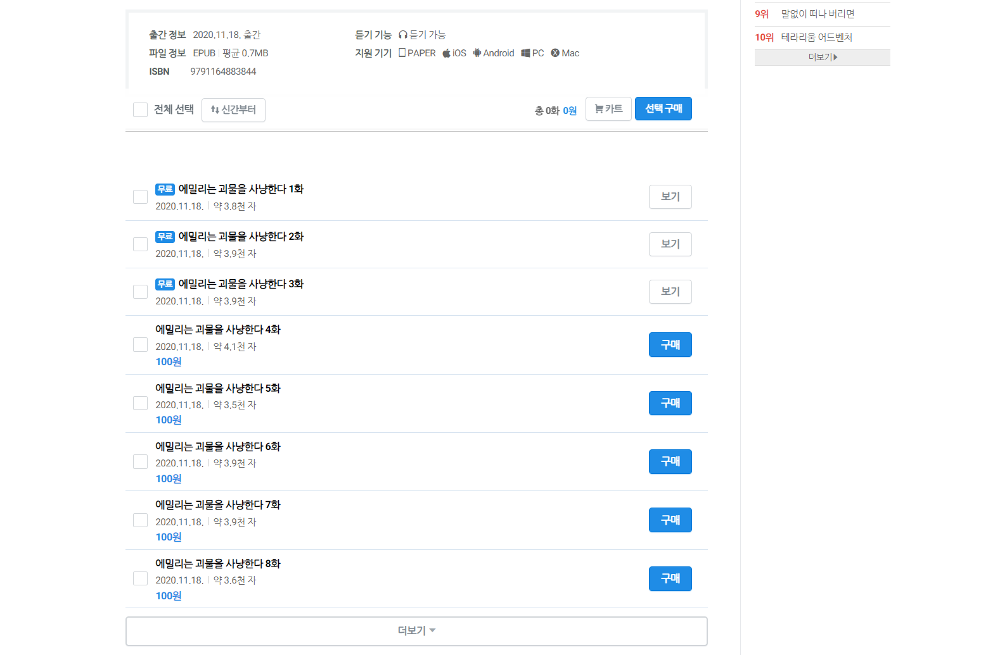 출간 정보 2020.11.18. 출간
파일 정보 EPUB 평균 0.7MB
ISBN 9791164883844
듣기 기능 듣기 가능
지원 기기 PAPER iOS Android PC Mac
전체 선택 신간부터 총 0화 0원 카트 선택 구매
무료 에밀리는 괴물을 사냥한다 1화
2020.11.18. 약 3.8천 자
보기
무료 에밀리는 괴물을 사냥한다 2화
2020.11.18. 약 3.9천 자
보기
무료 에밀리는 괴물을 사냥한다 3화
2020.11.18. 약 3.9천 자
보기
에밀리는 괴물을 사냥한다 4화
2020.11.18. 약 4.1천 자
100원
구매
에밀리는 괴물을 사냥한다 5화
2020.11.18. 약 3.5천 자
100원
구매
에밀리는 괴물을 사냥한다 6화
2020.11.18. 약 3.9천 자
100원
구매
에밀리는 괴물을 사냥한다 7화
2020.11.18. 약 3.9천 자
100원
구매
에밀리는 괴물을 사냥한다 8화
2020.11.18. 약 3.6천 자
100원
구매
더보기
9위 말없이 떠나 버리면
10위 테라리움 어드벤처
더보기